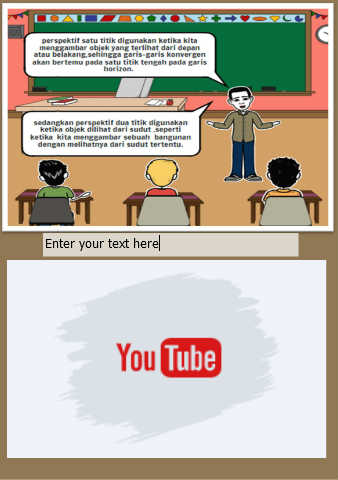 perspektif satu titik digunakan ketika kita
menggambar objek yang terlihat dari depan
atau belakang,sehingga garis-garis konvergen
akan bertemu pada satu titik tengah pada garis
horizon.
sedangkan perspektif dua titik digunakan
ketika objek dilihat dari sudut ,seperti
ketika kita menggambar sebuah bangunan
dengan melihatnya dari sudut tertentu.
Enter your text here
YouTube